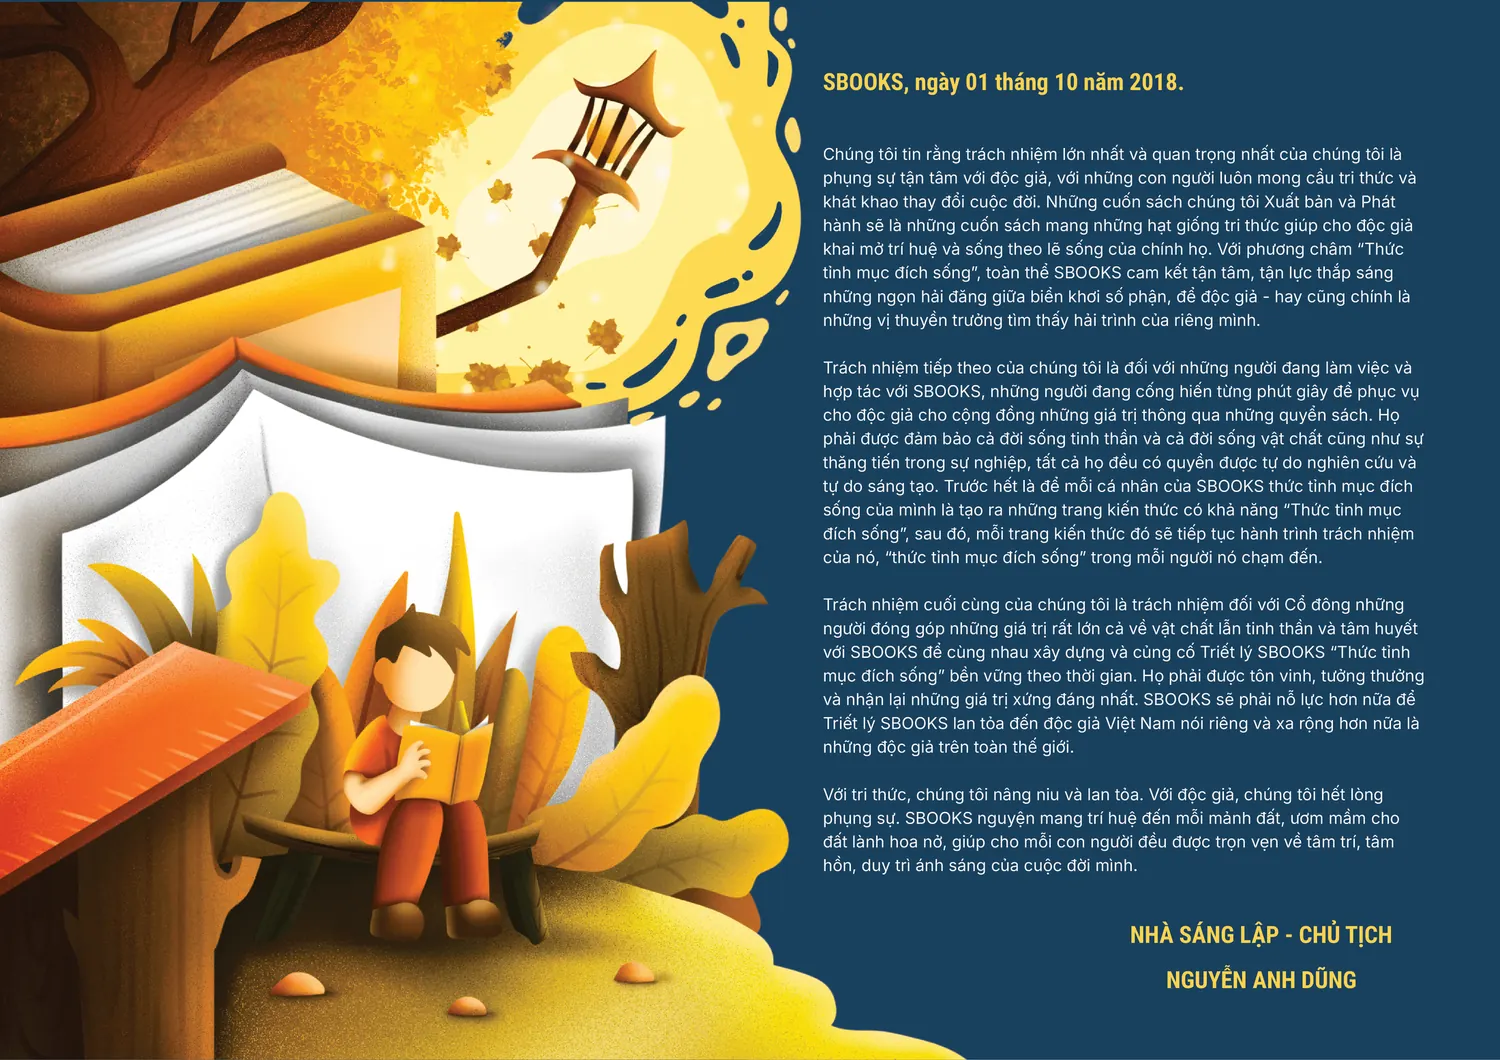 SBOOKS, ngày 01 tháng 10 năm 2018.
Chúng tôi tin rằng trách nhiệm lớn nhất và quan trọng nhất của chúng tôi là
phụng sự tận tâm với độc giả, với những con người luôn mong cầu tri thức và
khát khao thay đổi cuộc đời. Những cuốn sách chúng tôi Xuất bản và Phát
hành sẽ là những cuốn sách mang những hạt giống tri thức giúp cho độc giả
khai mở trí huệ và sống theo lẽ sống của chính họ. Với phương châm “Thức
tỉnh mục đích sống”, toàn thể SBOOKS cam kết tận tâm, tận lực thắp sáng
những ngọn hải đăng giữa biển khơi số phận, để độc giả - hay cũng chính là
những vị thuyền trưởng tìm thấy hải trình của riêng mình.
Trách nhiệm tiếp theo của chúng tôi là đối với những người đang làm việc và
hợp tác với SBOOKS, những người đang cống hiến từng phút giây để phục vụ
cho độc giả cho cộng đồng những giá trị thông qua những quyển sách. Họ
phải được đảm bảo cả đời sống tinh thần và cả đời sống vật chất cũng như sự
thăng tiến trong sự nghiệp, tất cả họ đều có quyền được tự do nghiên cứu và
tự do sáng tạo. Trước hết là để mỗi cá nhân của SBOOKS thức tỉnh mục đích
sống của mình là tạo ra những trang kiến thức có khả năng “Thức tỉnh mục
đích sống”, sau đó, mỗi trang kiến thức đó sẽ tiếp tục hành trình trách nhiệm
của nó, “thức tỉnh mục đích sống” trong mỗi người nó chạm đến.
Trách nhiệm cuối cùng của chúng tôi là trách nhiệm đối với Cổ đông những
người đóng góp những giá trị rất lớn cả về vật chất lẫn tinh thần và tâm huyết
với SBOOKS để cùng nhau xây dựng và củng cố Triết lý SBOOKS “Thức tỉnh
mục đích sống” bền vững theo thời gian. Họ phải được tôn vinh, tưởng thưởng
và nhận lại những giá trị xứng đáng nhất. SBOOKS sẽ phải nỗ lực hơn nữa để
Triết lý SBOOKS lan tỏa đến độc giả Việt Nam nói riêng và xa rộng hơn nữa là
những độc giả trên toàn thế giới.
Với tri thức, chúng tôi nâng niu và lan tỏa. Với độc giả, chúng tôi hết lòng
phụng sự. SBOOKS nguyện mang trí huệ đến mỗi mảnh đất, ươm mầm cho
đất lành hoa nở, giúp cho mỗi con người đều được trọn vẹn về tâm trí, tâm
hồn, duy trì ánh sáng của cuộc đời mình.
NHÀ SÁNG LẬP - CHỦ TỊCH
NGUYỄN ANH DŨNG